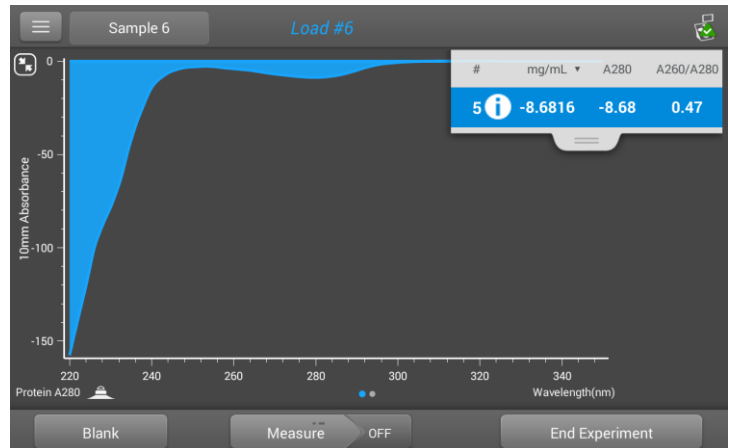 Sample 6
Load #6
# mg/mL ▾ A280 A260/A280
5 i -8.6816 -8.68 0.47
10mm Absorbance
0
-50
-100
-150
220 240 260 280 300 320 340
Protein A280
Wavelength(nm)
Blank
Measure
OFF
End Experiment